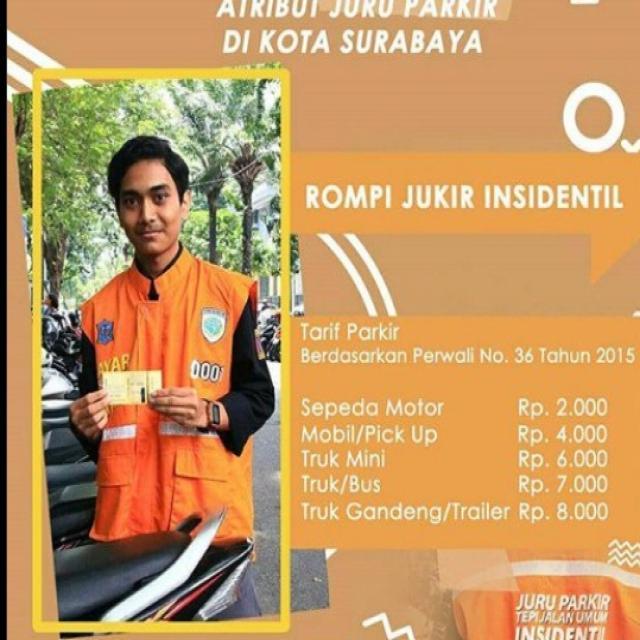 ATRIBUT JURU PARKIR
DI KOTA SURABAYA
ROMPI JUKIR INSIDENTIL
Tarif Parkir
Berdasarkan Perwali No. 36 Tahun 2015
Sepeda Motor Rp. 2.000
Mobil/Pick Up Rp. 4.000
Truk Mini Rp. 6.000
Truk/Bus Rp. 7.000
Truk Gandeng/Trailer Rp. 8.000
0001
JURU PARKIR
TEPI JALAN UMUM
INSIDENTIL